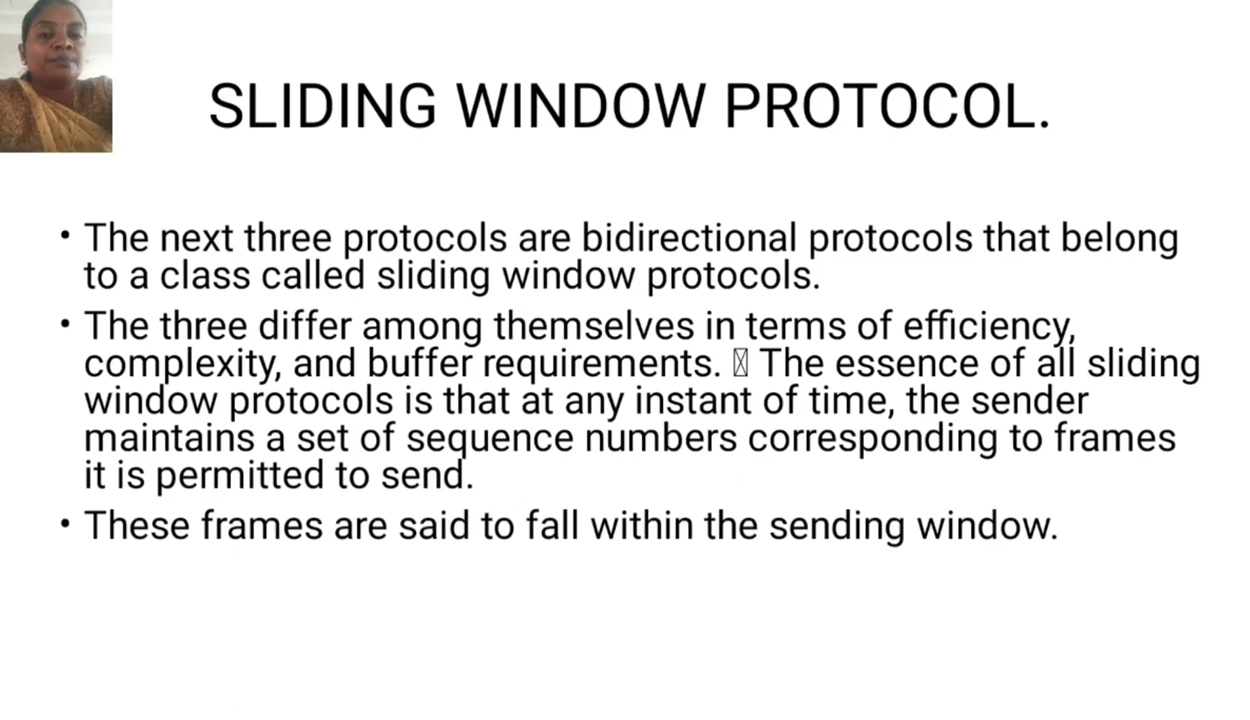 SLIDING WINDOW PROTOCOL.
• The next three protocols are bidirectional protocols that belong
to a class called sliding window protocols.
• The three differ among themselves in terms of efficiency,
complexity, and buffer requirements. The essence of all sliding
window protocols is that at any instant of time, the sender
maintains a set of sequence numbers corresponding to frames
it is permitted to send.
• These frames are said to fall within the sending window.